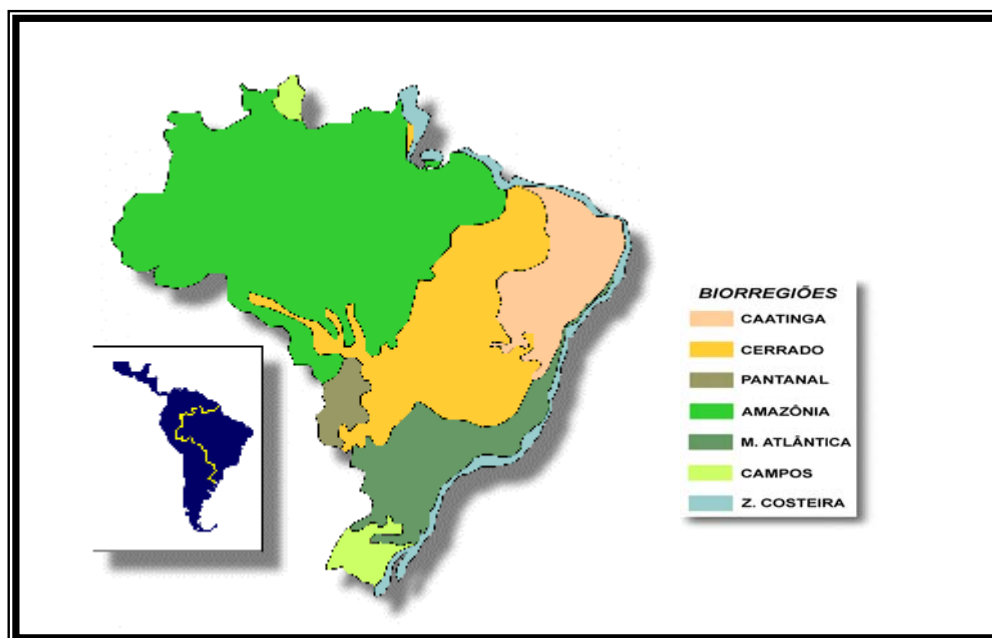 BIORREGIÕES
CAATINGA
CERRADO
PANTANAL
AMAZÔNIA
M. ATLÂNTICA
CAMPOS
Z. COSTEIRA